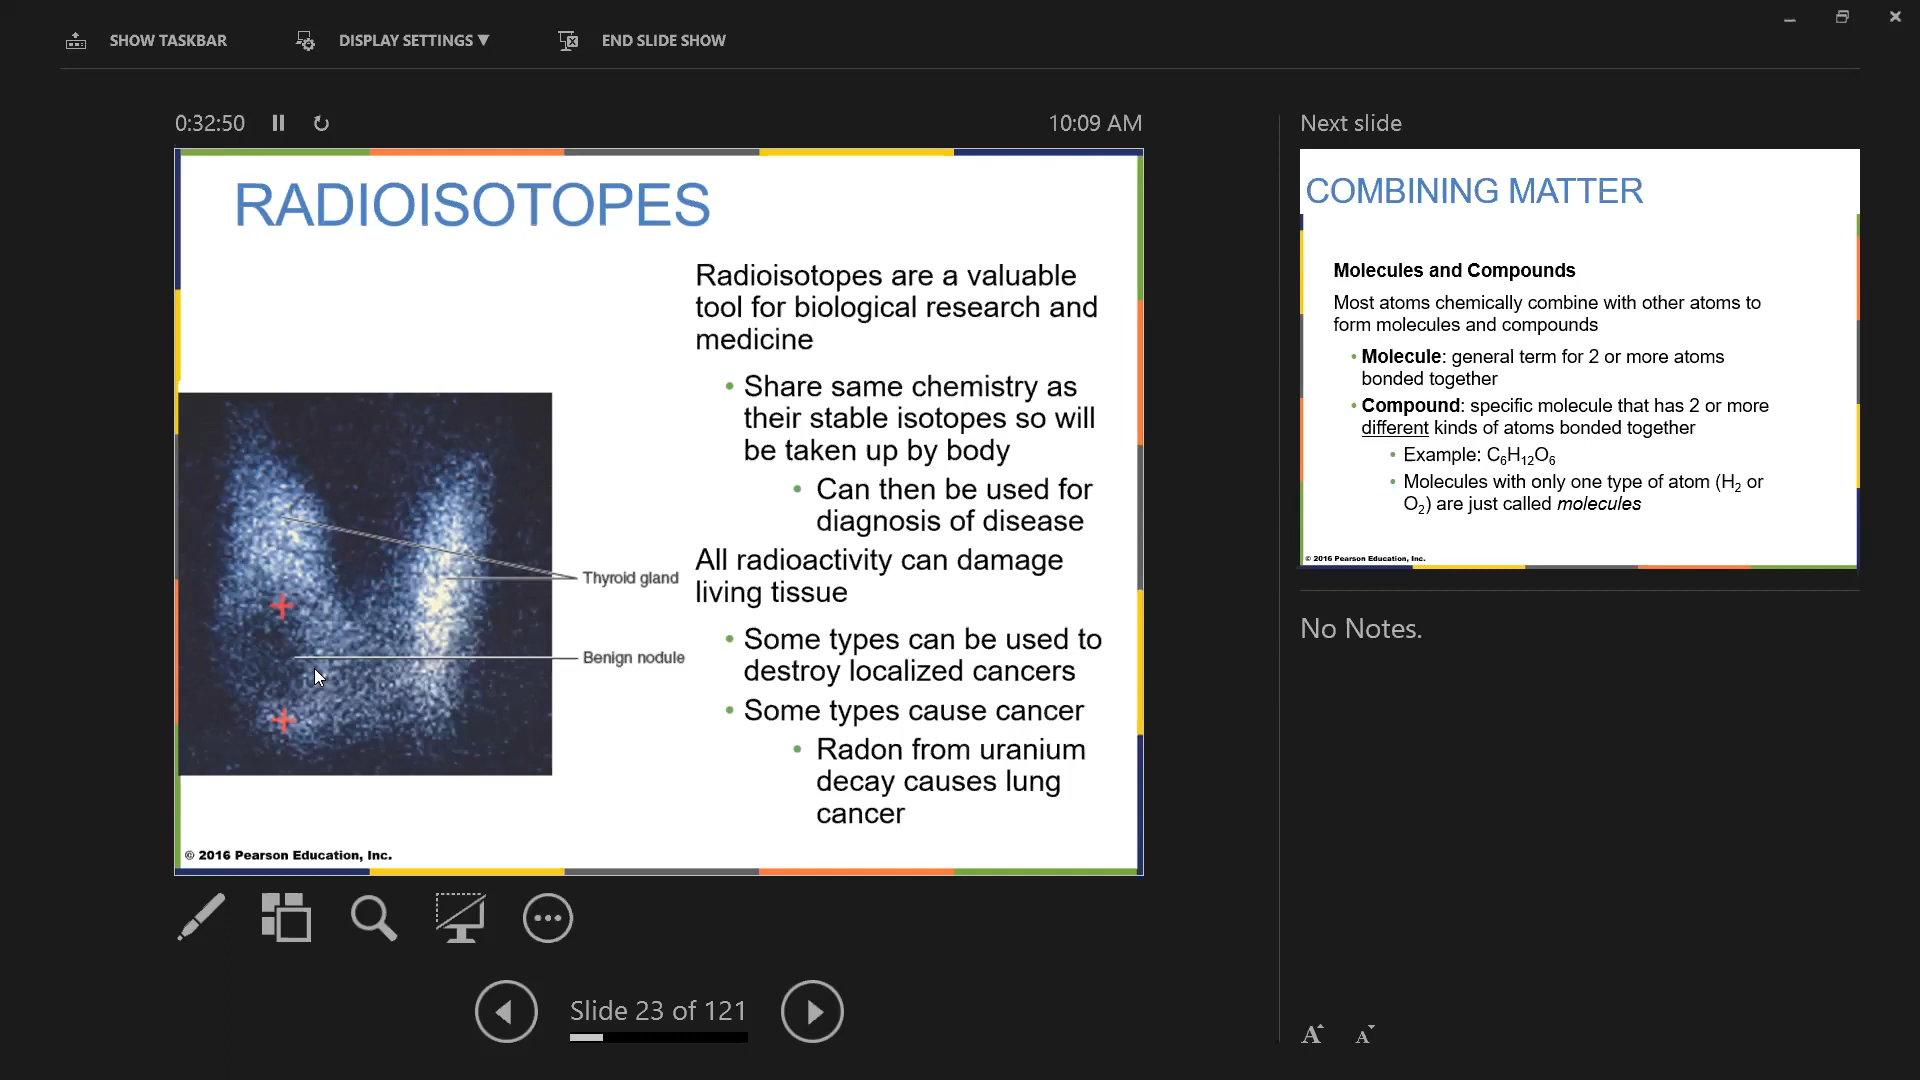 SHOW TASKBAR
DISPLAY SETTINGS ▼
END SLIDE SHOW
0:32:50
10:09 AM
RADIOISOTOPES
Radioisotopes are a valuable
tool for biological research and
medicine
• Share same chemistry as
their stable isotopes so will
be taken up by body
• Can then be used for
diagnosis of disease
All radioactivity can damage
living tissue
• Some types can be used to
destroy localized cancers
• Some types cause cancer
• Radon from uranium
decay causes lung
cancer
Thyroid gland
Benign nodule
© 2016 Pearson Education, Inc.
Slide 23 of 121
Next slide
COMBINING MATTER
Molecules and Compounds
Most atoms chemically combine with other atoms to
form molecules and compounds
• Molecule: general term for 2 or more atoms
bonded together
• Compound: specific molecule that has 2 or more
different kinds of atoms bonded together
• Example: C₆H₁₂O₆
• Molecules with only one type of atom (H₂ or
O₂) are just called molecules
© 2016 Pearson Education, Inc.
No Notes.
A A